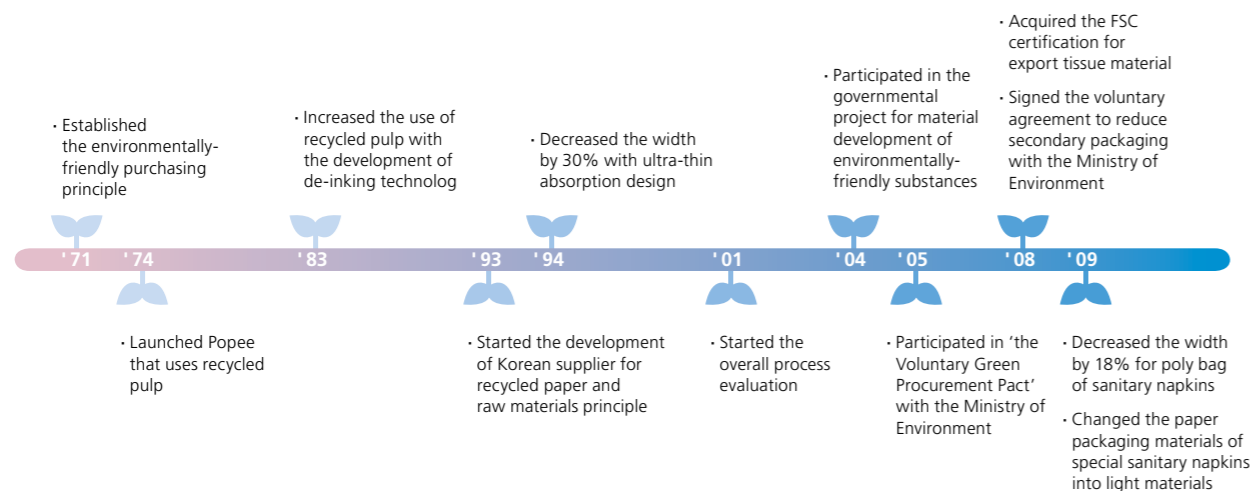 · Established
the environmentally-
friendly purchasing
principle
· Increased the use of
recycled pulp with
the development of
de-inking technolog
· Decreased the width
by 30% with ultra-thin
absorption design
· Participated in the
governmental
project for material
development of
environmentally-
friendly substances
· Acquired the FSC
certification for
export tissue material
· Signed the voluntary
agreement to reduce
secondary packaging
with the Ministry of
Environment
'71 '74 '83 '93 '94 '01 '04 '05 '08 '09
· Launched Popee
that uses recycled
pulp
· Started the development
of Korean supplier for
recycled paper and
raw materials principle
· Started the
overall process
evaluation
· Participated in ‘the
Voluntary Green
Procurement Pact’
with the Ministry of
Environment
· Decreased the width
by 18% for poly bag
of sanitary napkins
· Changed the paper
packaging materials of
special sanitary napkins
into light materials